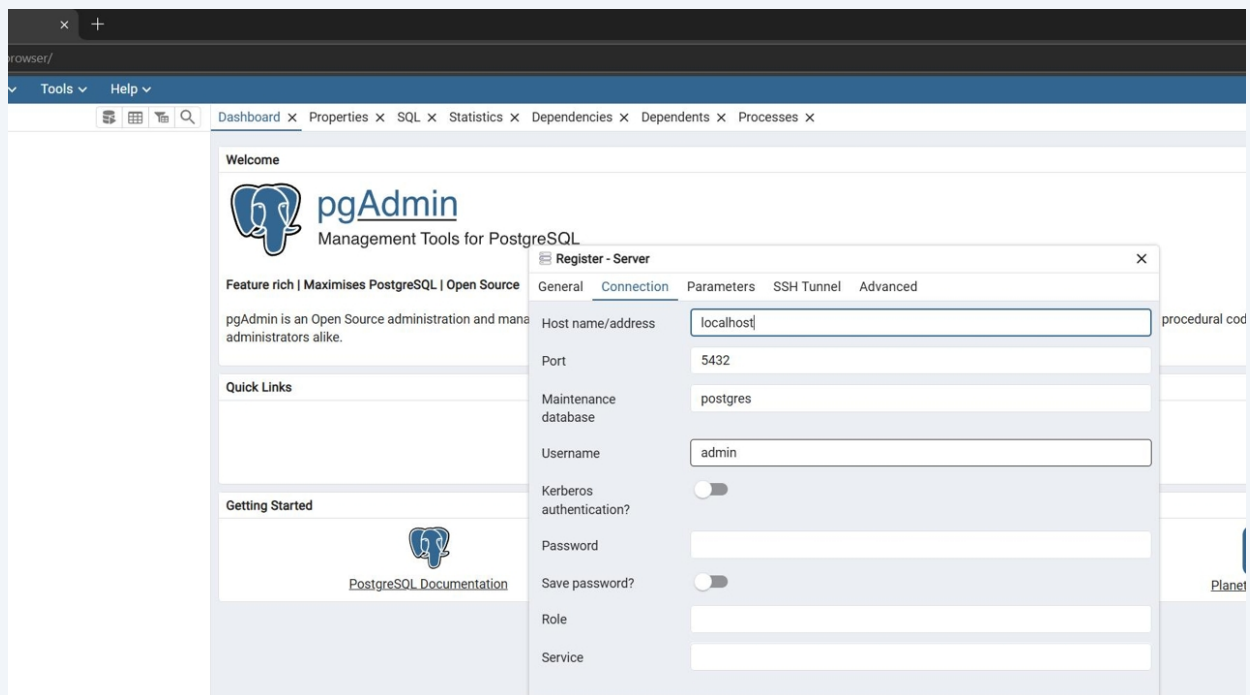 browser/
Tools
Help
Dashboard
Properties
SQL
Statistics
Dependencies
Dependents
Processes
Welcome
pgAdmin
Management Tools for PostgreSQL
Feature rich | Maximises PostgreSQL | Open Source
pgAdmin is an Open Source administration and mana
procedural cod
administrators alike.
Quick Links
Getting Started
PostgreSQL Documentation
Planet
Register - Server
General
Connection
Parameters
SSH Tunnel
Advanced
Host name/address
localhost
Port
5432
Maintenance
database
postgres
Username
admin
Kerberos
authentication?
Password
Save password?
Role
Service